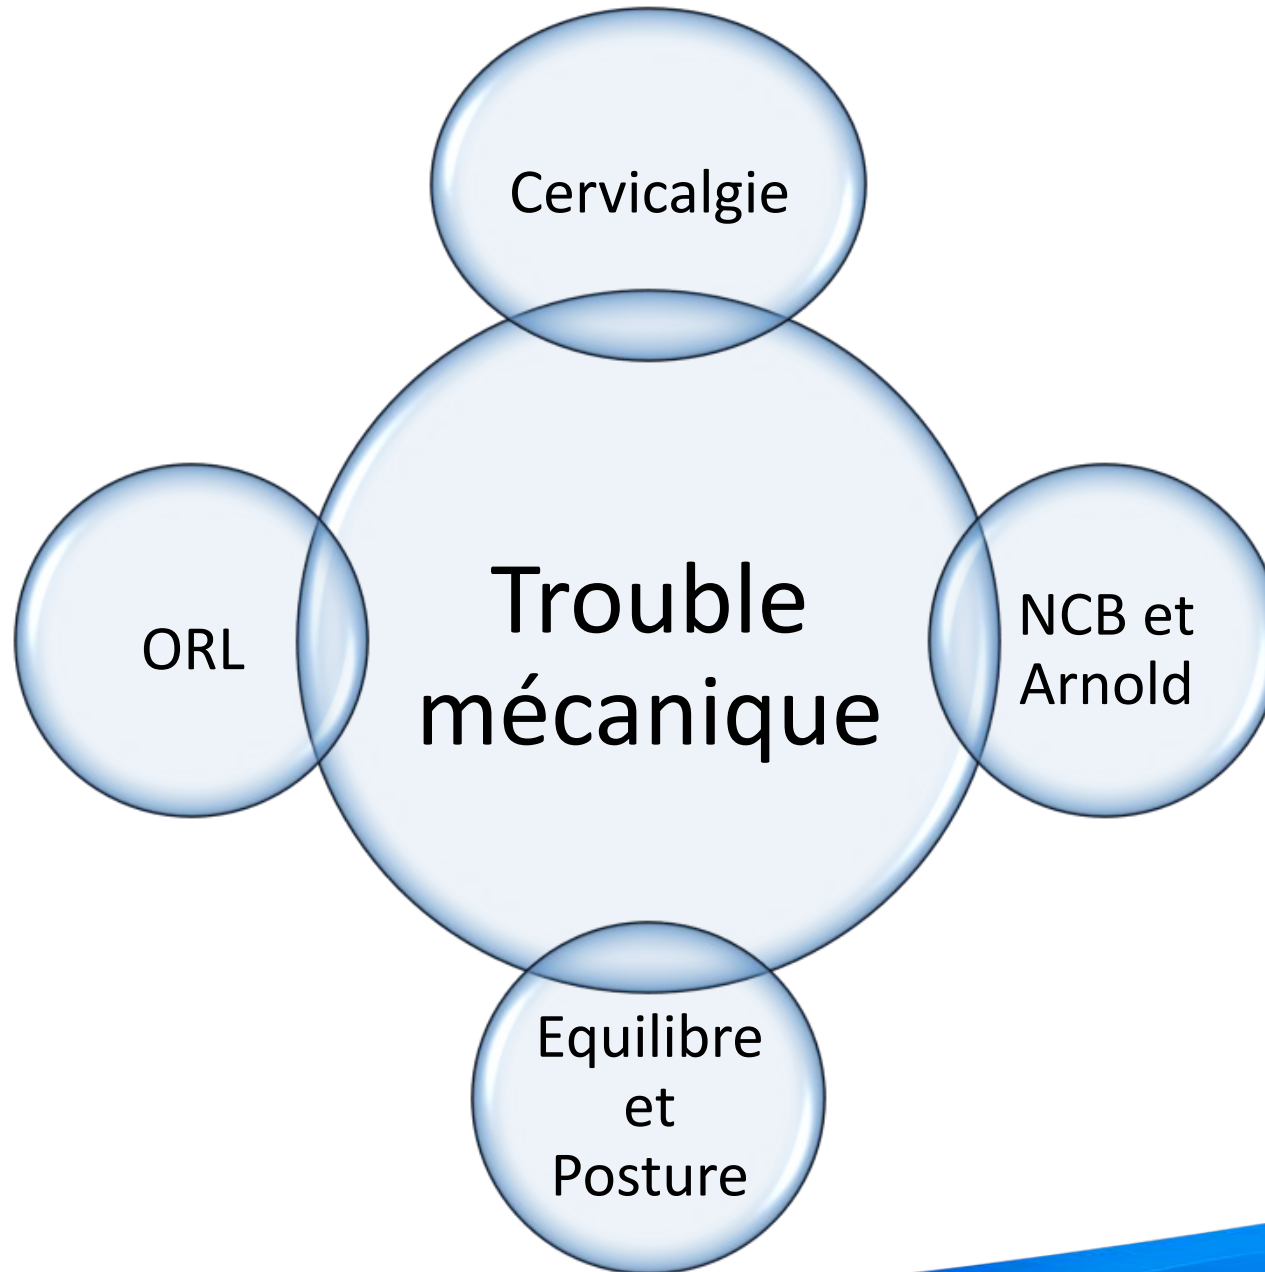 Cervicalgie
ORL
Trouble
mécanique
NCB et
Arnold
Equilibre
et
Posture